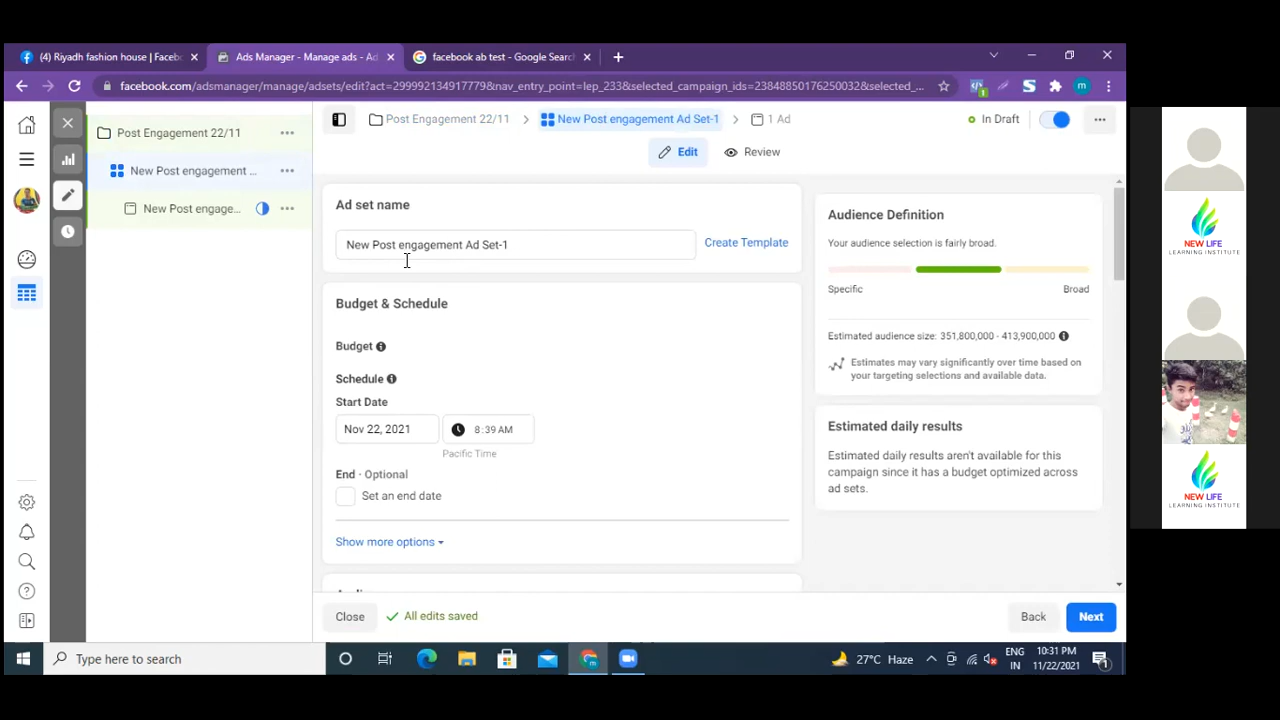 (4) Riyadh fashion house | Faceb
Ads Manager - Manage ads - Ad
facebook ab test - Google Searc
facebook.com/adsmanager/manage/adsets/edit?act=299992134917779&nav_entry_point=lep_233&selected_campaign_ids=23848850176250032&selected_...
Post Engagement 22/11
New Post engagement ...
New Post engage...
Post Engagement 22/11
New Post engagement Ad Set-1
1 Ad
In Draft
Edit
Review
Ad set name
New Post engagement Ad Set-1
Create Template
Budget & Schedule
Budget
Schedule
Start Date
Nov 22, 2021
8:39 AM
Pacific Time
End · Optional
Set an end date
Show more options
Audience Definition
Your audience selection is fairly broad.
Specific
Broad
Estimated audience size: 351,800,000 - 413,900,000
Estimates may vary significantly over time based on
your targeting selections and available data.
Estimated daily results
Estimated daily results aren't available for this
campaign since it has a budget optimized across
ad sets.
Close
All edits saved
Back
Next
Type here to search
27°C Haze
ENG
IN
10:31 PM
11/22/2021
NEW LIFE
LEARNING INSTITUTE
NEW LIFE
LEARNING INSTITUTE